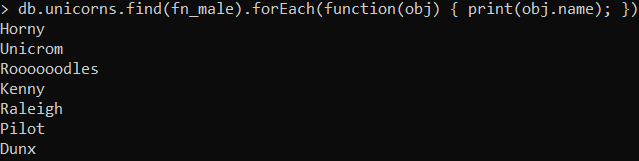 > db.unicorns.find(fn_male).forEach(function(obj) { print(obj.name); })
Horny
Unicrom
Roooooodles
Kenny
Raleigh
Pilot
Dunx